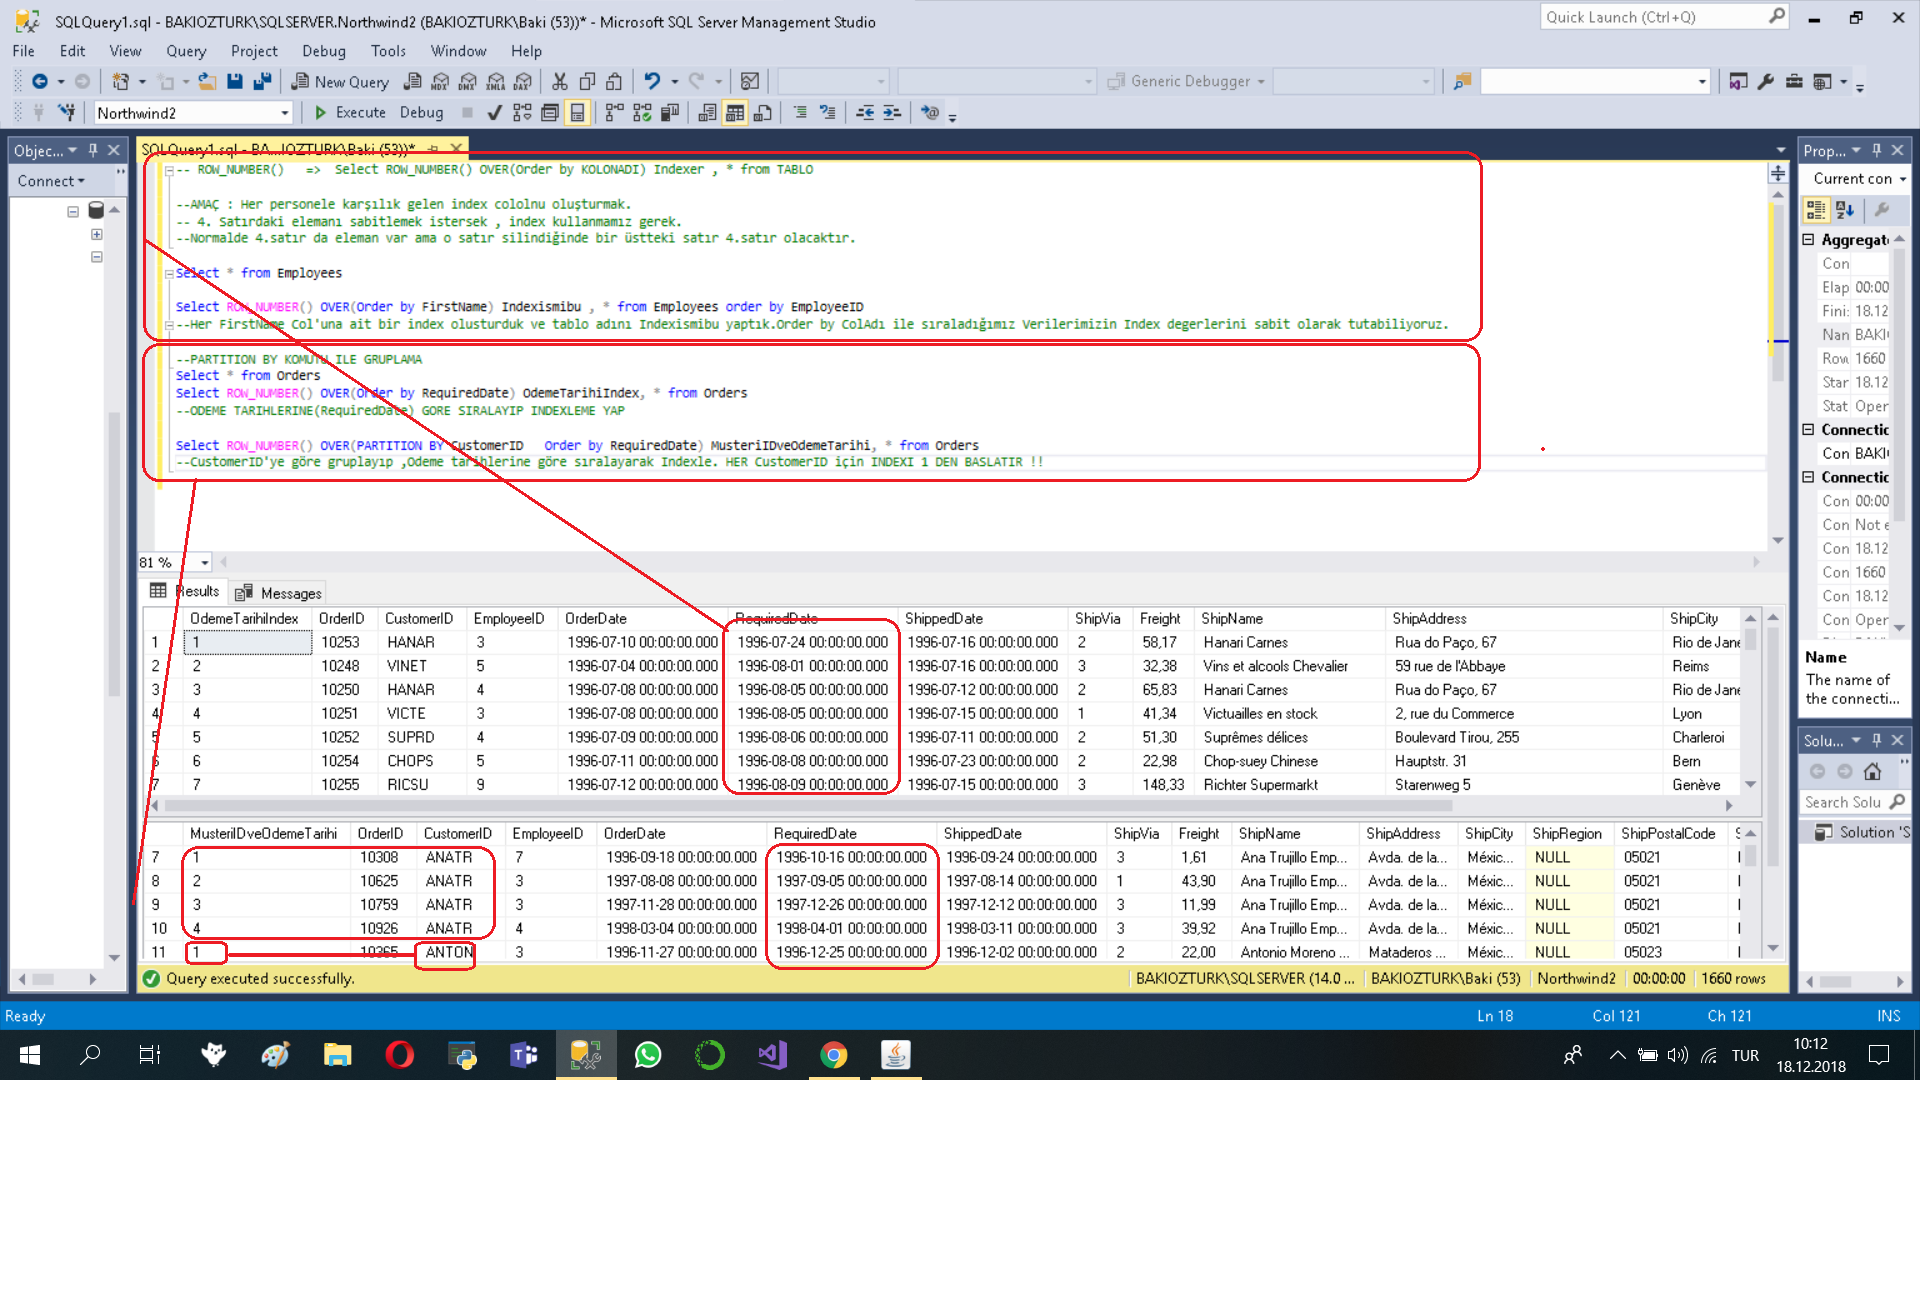 SQLQuery1.sql - BAKIOZTURK\SQLSERVER.Northwind2 (BAKIOZTURK\Baki (53))* - Microsoft SQL Server Management Studio
Quick Launch (Ctrl+Q)
File Edit View Query Project Debug Tools Window Help
New Query MDX DMX XMLA DAX Generic Debugger
Northwind2 Execute Debug
Objec...
SQLQuery1.sql - BA...IOZTURK\Baki (53))*
Prop...
Connect
Current con
-- ROW_NUMBER() => Select ROW_NUMBER() OVER(Order by KOLONADI) Indexer , * from TABLO
--AMAÇ : Her personele karşılık gelen index cololnu oluşturmak.
-- 4. Satırdaki elemanı sabitlemek istersek , index kullanmamız gerek.
--Normalde 4.satır da eleman var ama o satır silindiğinde bir üstteki satır 4.satır olacaktır.
Select * from Employees
Select ROW_NUMBER() OVER(Order by FirstName) Indexismibu , * from Employees order by EmployeeID
--Her FirstName Col'una ait bir index olusturduk ve tablo adını Indexismibu yaptık.Order by ColAdı ile sıraladığımız Verilerimizin Index degerlerini sabit olarak tutabiliyoruz.
--PARTITION BY KOMUTU ILE GRUPLAMA
Select * from Orders
Select ROW_NUMBER() OVER(Order by RequiredDate) OdemeTarihiIndex, * from Orders
--ODEME TARIHLERINE(RequiredDate) GORE SIRALAYIP INDEXLEME YAP
Select ROW_NUMBER() OVER(PARTITION BY CustomerID Order by RequiredDate) MusteriIDveOdemeTarihi, * from Orders
--CustomerID'ye göre gruplayıp ,Odeme tarihlerine göre sıralayarak Indexle. HER CustomerID için INDEXI 1 DEN BASLATIR !!
81 %
Results Messages
OdemeTarihiIndex OrderID CustomerID EmployeeID OrderDate RequiredDate ShippedDate ShipVia Freight ShipName ShipAddress ShipCity
1 1 10253 HANAR 3 1996-07-10 00:00:00.000 1996-07-24 00:00:00.000 1996-07-16 00:00:00.000 2 58,17 Hanari Carnes Rua do Paço, 67 Rio de Jane
2 2 10248 VINET 5 1996-07-04 00:00:00.000 1996-08-01 00:00:00.000 1996-07-16 00:00:00.000 3 32,38 Vins et alcools Chevalier 59 rue de l'Abbaye Reims
3 3 10250 HANAR 4 1996-07-08 00:00:00.000 1996-08-05 00:00:00.000 1996-07-12 00:00:00.000 2 65,83 Hanari Carnes Rua do Paço, 67 Rio de Jane
4 4 10251 VICTE 3 1996-07-08 00:00:00.000 1996-08-05 00:00:00.000 1996-07-15 00:00:00.000 1 41,34 Victuailles en stock 2, rue du Commerce Lyon
5 5 10252 SUPRD 4 1996-07-09 00:00:00.000 1996-08-06 00:00:00.000 1996-07-11 00:00:00.000 2 51,30 Suprêmes délices Boulevard Tirou, 255 Charleroi
6 6 10254 CHOPS 5 1996-07-11 00:00:00.000 1996-08-08 00:00:00.000 1996-07-23 00:00:00.000 2 22,98 Chop-suey Chinese Hauptstr. 31 Bern
7 7 10255 RICSU 9 1996-07-12 00:00:00.000 1996-08-09 00:00:00.000 1996-07-15 00:00:00.000 3 148,33 Richter Supermarkt Starenweg 5 Genève
MusteriIDveOdemeTarihi OrderID CustomerID EmployeeID OrderDate RequiredDate ShippedDate ShipVia Freight ShipName ShipAddress ShipCity ShipRegion ShipPostalCode
7 1 10308 ANATR 7 1996-09-18 00:00:00.000 1996-10-16 00:00:00.000 1996-09-24 00:00:00.000 3 1,61 Ana Trujillo Emp... Avda. de la... Méxic... NULL 05021
8 2 10625 ANATR 3 1997-08-08 00:00:00.000 1997-09-05 00:00:00.000 1997-08-14 00:00:00.000 1 43,90 Ana Trujillo Emp... Avda. de la... Méxic... NULL 05021
9 3 10759 ANATR 3 1997-11-28 00:00:00.000 1997-12-26 00:00:00.000 1997-12-12 00:00:00.000 3 11,99 Ana Trujillo Emp... Avda. de la... Méxic... NULL 05021
10 4 10926 ANATR 4 1998-03-04 00:00:00.000 1998-04-01 00:00:00.000 1998-03-11 00:00:00.000 3 39,92 Ana Trujillo Emp... Avda. de la... Méxic... NULL 05021
11 1 10365 ANTON 3 1996-11-27 00:00:00.000 1996-12-25 00:00:00.000 1996-12-02 00:00:00.000 2 22,00 Antonio Moreno ... Mataderos ... Méxic... NULL 05023
Query executed successfully. BAKIOZTURK\SQLSERVER (14.0 ... BAKIOZTURK\Baki (53) Northwind2 00:00:00 1660 rows
Aggregat
Con
Elap 00:00
Fini: 18.12
Nan BAKI
Row 1660
Star 18.12
Stat Oper
Connectic
Con BAKI
Connectic
Con 00:00
Con Not e
Con 18.12
Con 1660
Con 18.12
Con Oper
Name
The name of
the connecti...
Solu...
Search Solu
Solution 'S
Ready Ln 18 Col 121 Ch 121 INS
TUR
10:12
18.12.2018